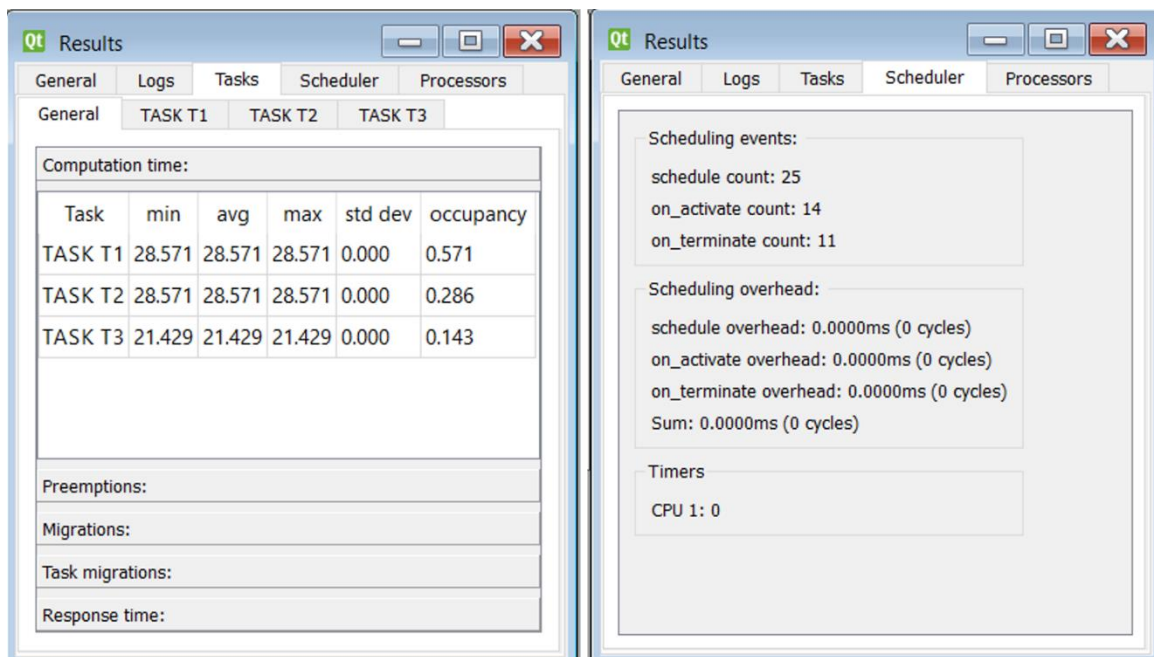 Qt Results
General Logs Tasks Scheduler Processors
General TASK T1 TASK T2 TASK T3
Computation time:
Task min avg max std dev occupancy
TASK T1 28.571 28.571 28.571 0.000 0.571
TASK T2 28.571 28.571 28.571 0.000 0.286
TASK T3 21.429 21.429 21.429 0.000 0.143
Preemptions:
Migrations:
Task migrations:
Response time:
Qt Results
General Logs Tasks Scheduler Processors
Scheduling events:
schedule count: 25
on_activate count: 14
on_terminate count: 11
Scheduling overhead:
schedule overhead: 0.0000ms (0 cycles)
on_activate overhead: 0.0000ms (0 cycles)
on_terminate overhead: 0.0000ms (0 cycles)
Sum: 0.0000ms (0 cycles)
Timers
CPU 1: 0